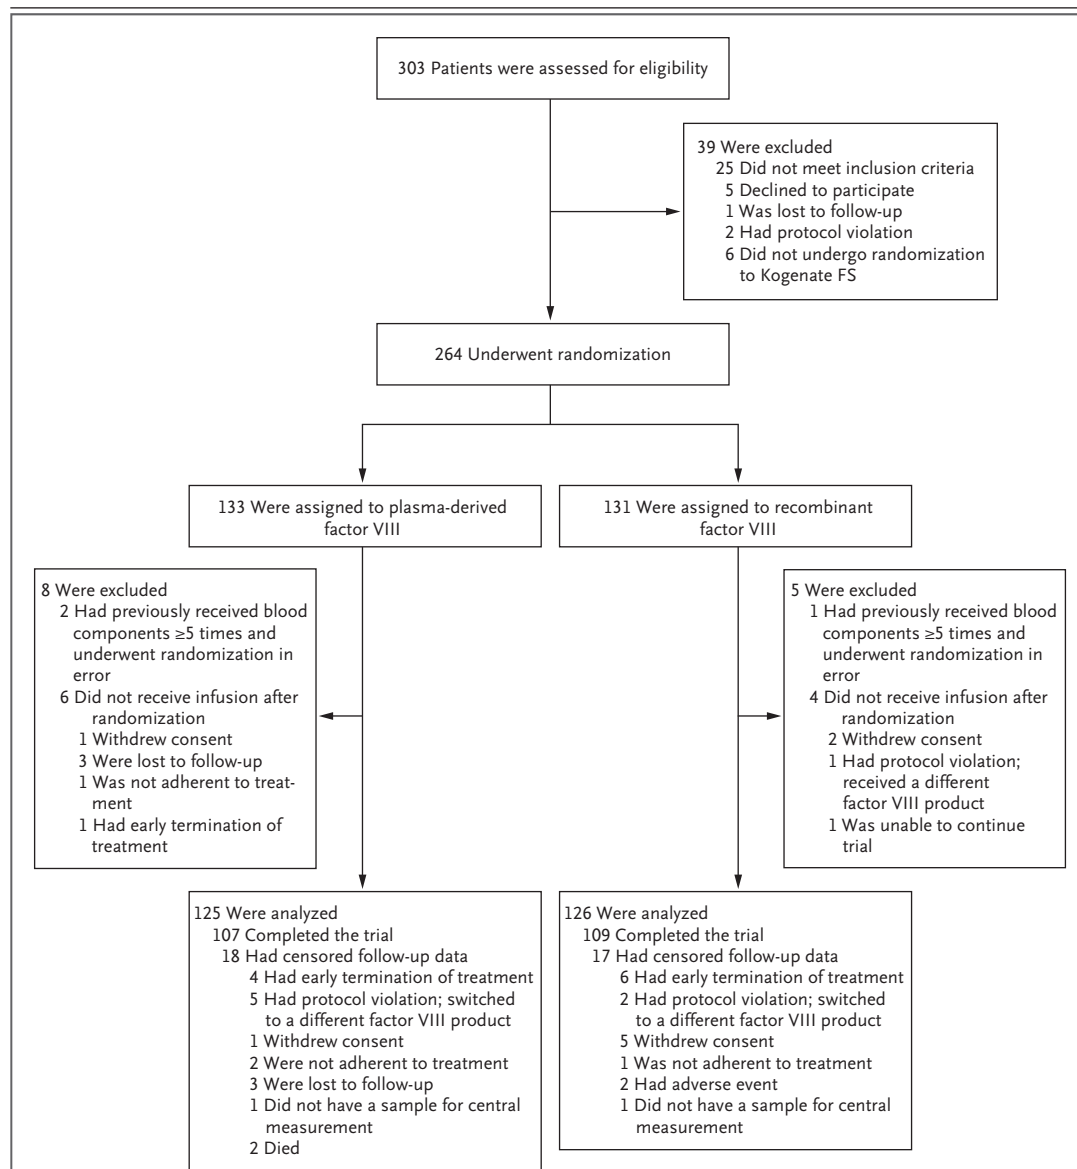 303 Patients were assessed for eligibility
39 Were excluded
25 Did not meet inclusion criteria
5 Declined to participate
1 Was lost to follow-up
2 Had protocol violation
6 Did not undergo randomization
to Kogenate FS
264 Underwent randomization
133 Were assigned to plasma-derived
factor VIII
131 Were assigned to recombinant
factor VIII
8 Were excluded
2 Had previously received blood
components ≥5 times and
underwent randomization in
error
6 Did not receive infusion after
randomization
1 Withdrew consent
3 Were lost to follow-up
1 Was not adherent to treat-
ment
1 Had early termination of
treatment
5 Were excluded
1 Had previously received blood
components ≥5 times and
underwent randomization in
error
4 Did not receive infusion after
randomization
2 Withdrew consent
1 Had protocol violation;
received a different
factor VIII product
1 Was unable to continue
trial
125 Were analyzed
107 Completed the trial
18 Had censored follow-up data
4 Had early termination of treatment
5 Had protocol violation; switched
to a different factor VIII product
1 Withdrew consent
2 Were not adherent to treatment
3 Were lost to follow-up
1 Did not have a sample for central
measurement
2 Died
126 Were analyzed
109 Completed the trial
17 Had censored follow-up data
6 Had early termination of treatment
2 Had protocol violation; switched
to a different factor VIII product
5 Withdrew consent
1 Was not adherent to treatment
2 Had adverse event
1 Did not have a sample for central
measurement